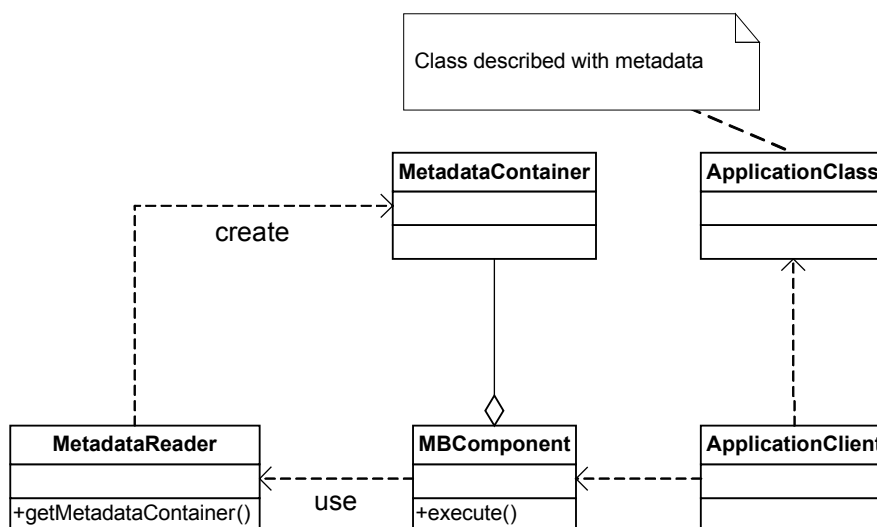 Class described with metadata
MetadataContainer
ApplicationClass
create
MetadataReader
MBComponent
ApplicationClient
use
+getMetadataContainer()
+execute()